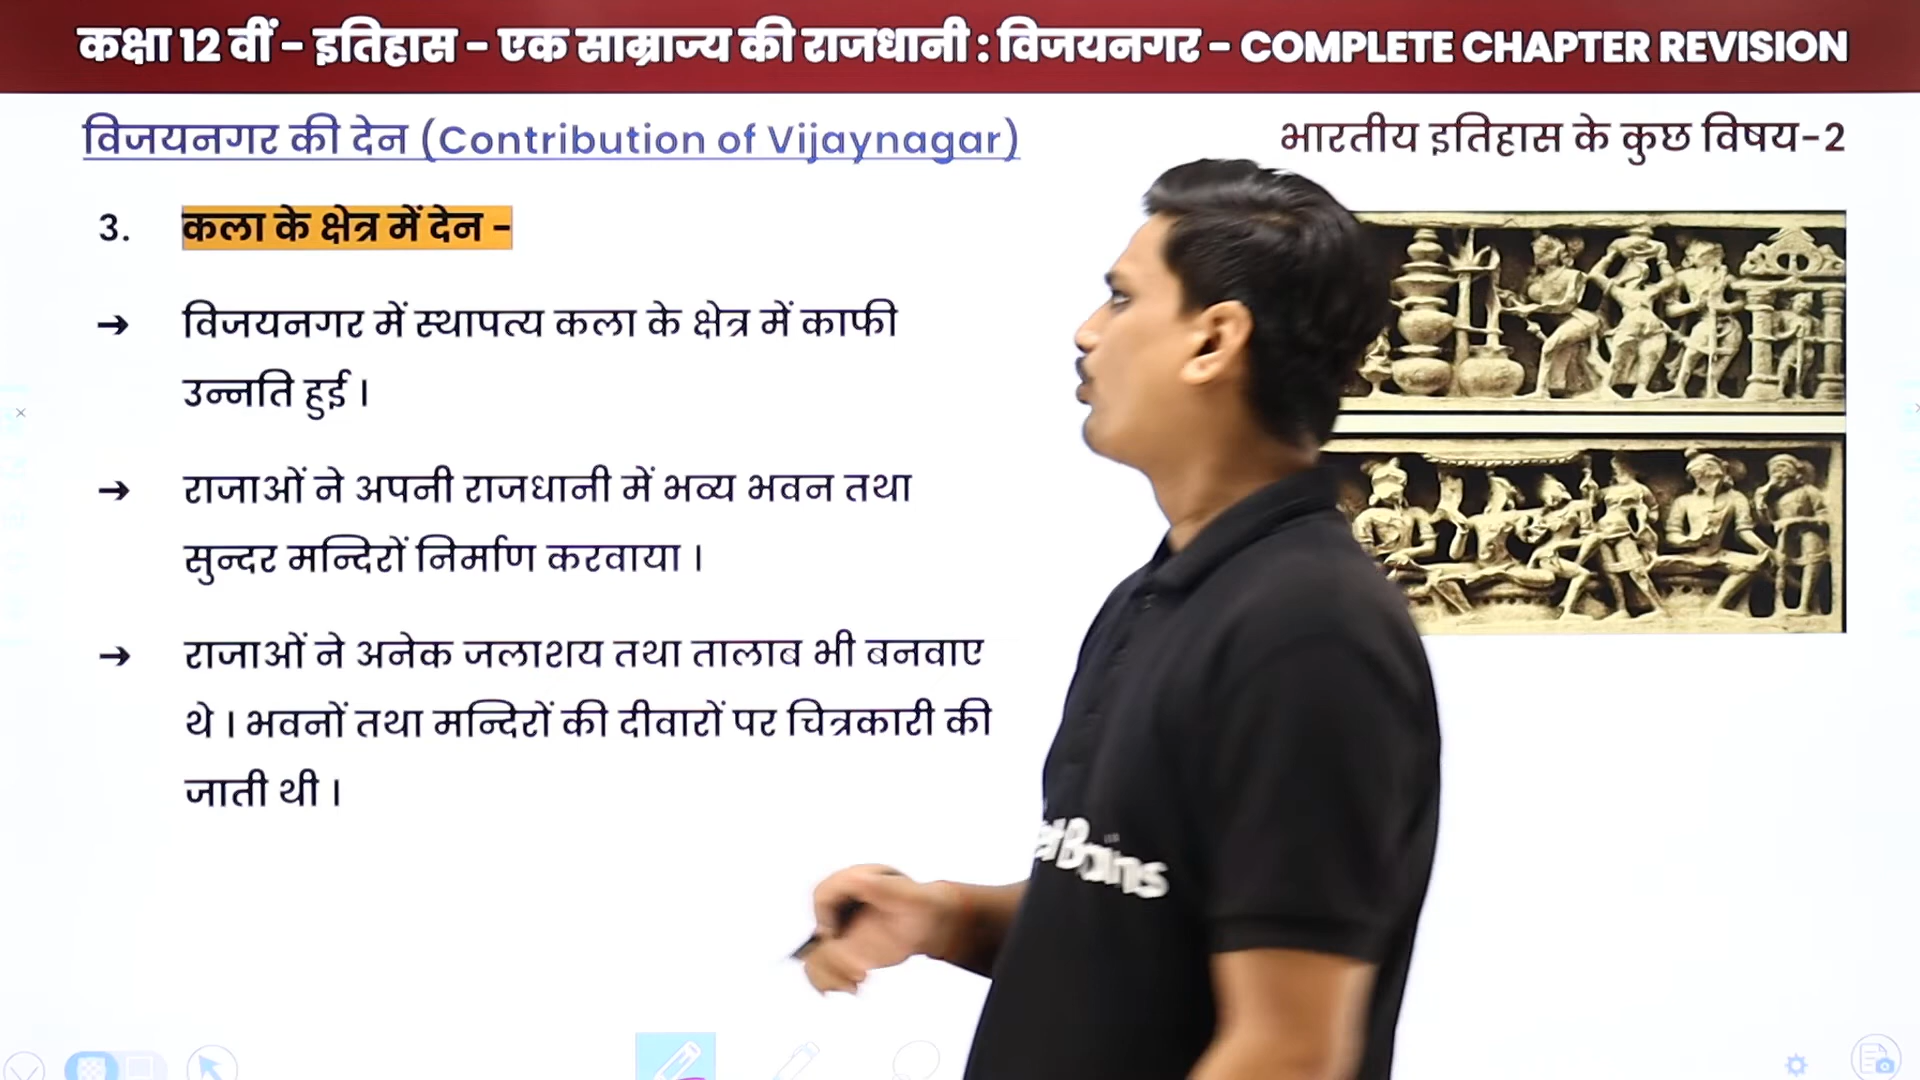 कक्षा 12 वीं - इतिहास - एक साम्राज्य की राजधानी : विजयनगर - COMPLETE CHAPTER REVISION
विजयनगर की देन (Contribution of Vijaynagar)
भारतीय इतिहास के कुछ विषय-2
3. कला के क्षेत्र में देन -
➔ विजयनगर में स्थापत्य कला के क्षेत्र में काफी
उन्नति हुई ।
➔ राजाओं ने अपनी राजधानी में भव्य भवन तथा
सुन्दर मन्दिरों निर्माण करवाया ।
➔ राजाओं ने अनेक जलाशय तथा तालाब भी बनवाए
थे । भवनों तथा मन्दिरों की दीवारों पर चित्रकारी की
जाती थी ।
Brains